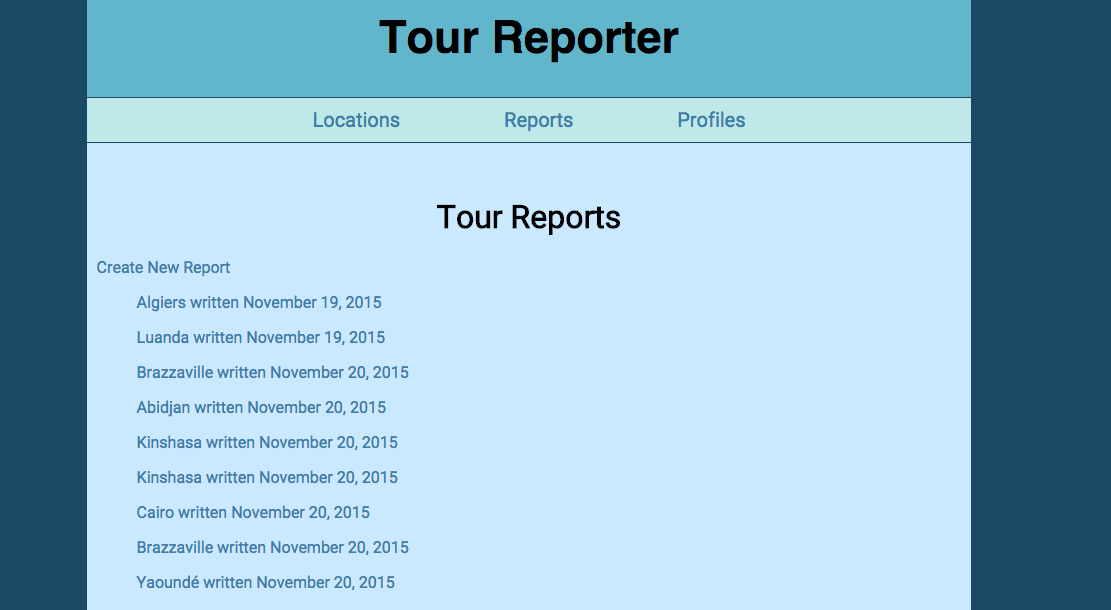 Tour Reporter
Locations Reports Profiles
Tour Reports
Create New Report
Algiers written November 19, 2015
Luanda written November 19, 2015
Brazzaville written November 20, 2015
Abidjan written November 20, 2015
Kinshasa written November 20, 2015
Kinshasa written November 20, 2015
Cairo written November 20, 2015
Brazzaville written November 20, 2015
Yaoundé written November 20, 2015